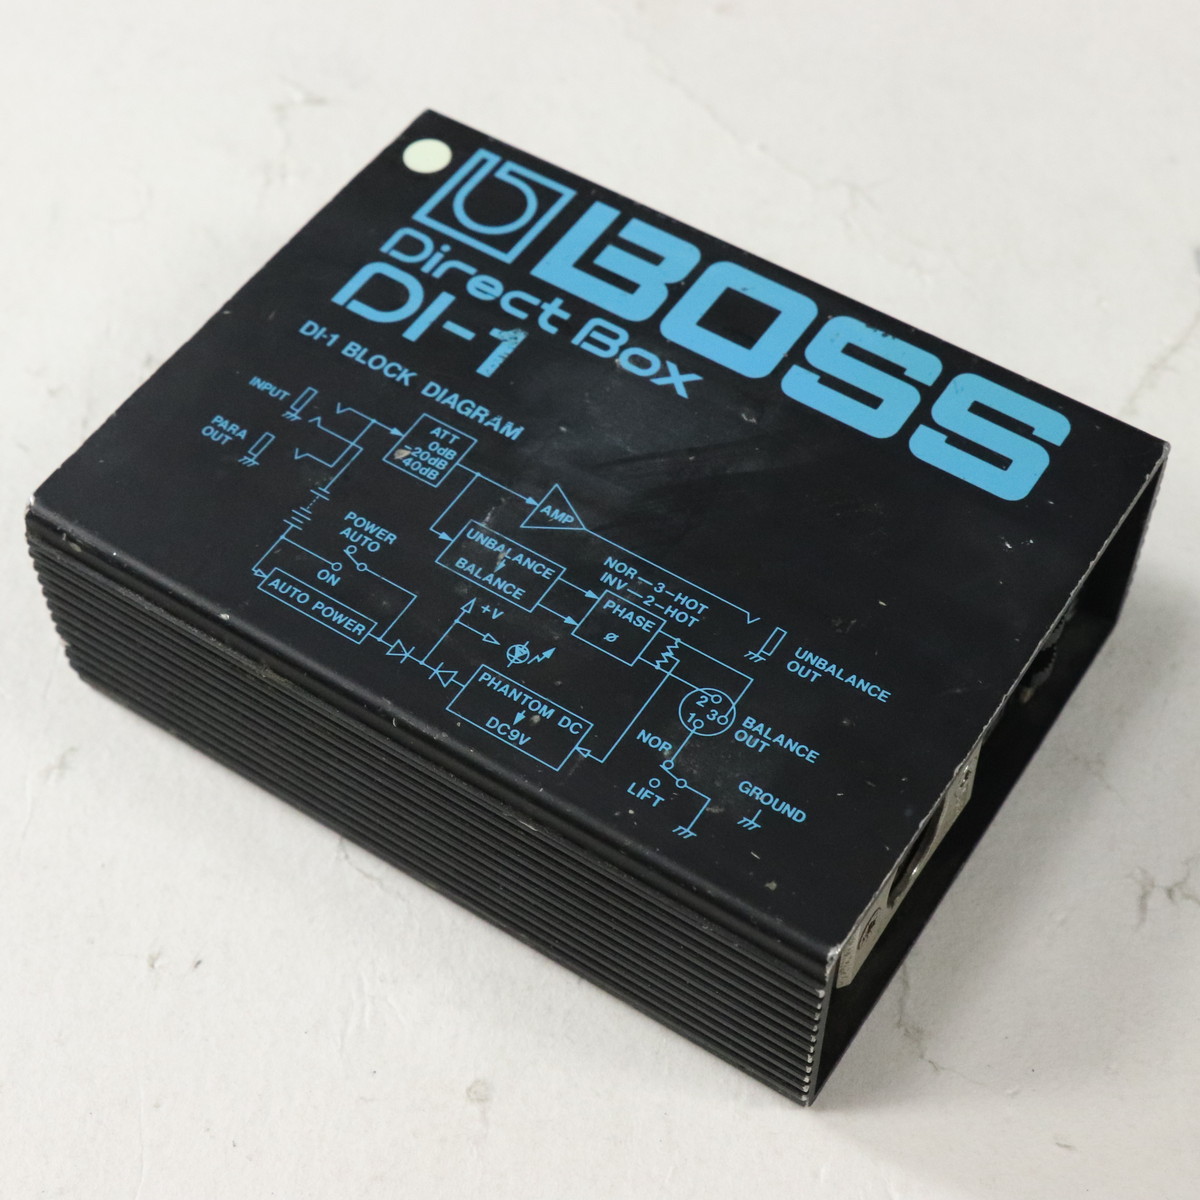 BOSS
Direct Box
DI-1
DI-1 BLOCK DIAGRAM
INPUT
PARA
OUT
ATT
0dB
-20dB
-40dB
AMP
POWER
AUTO
ON
AUTO POWER
UNBALANCE
BALANCE
+V
NOR—3-HOT
INV—2-HOT
PHASE
ø
PHANTOM DC
DC9V
UNBALANCE
OUT
2
1 3
BALANCE
OUT
NOR
LIFT
GROUND